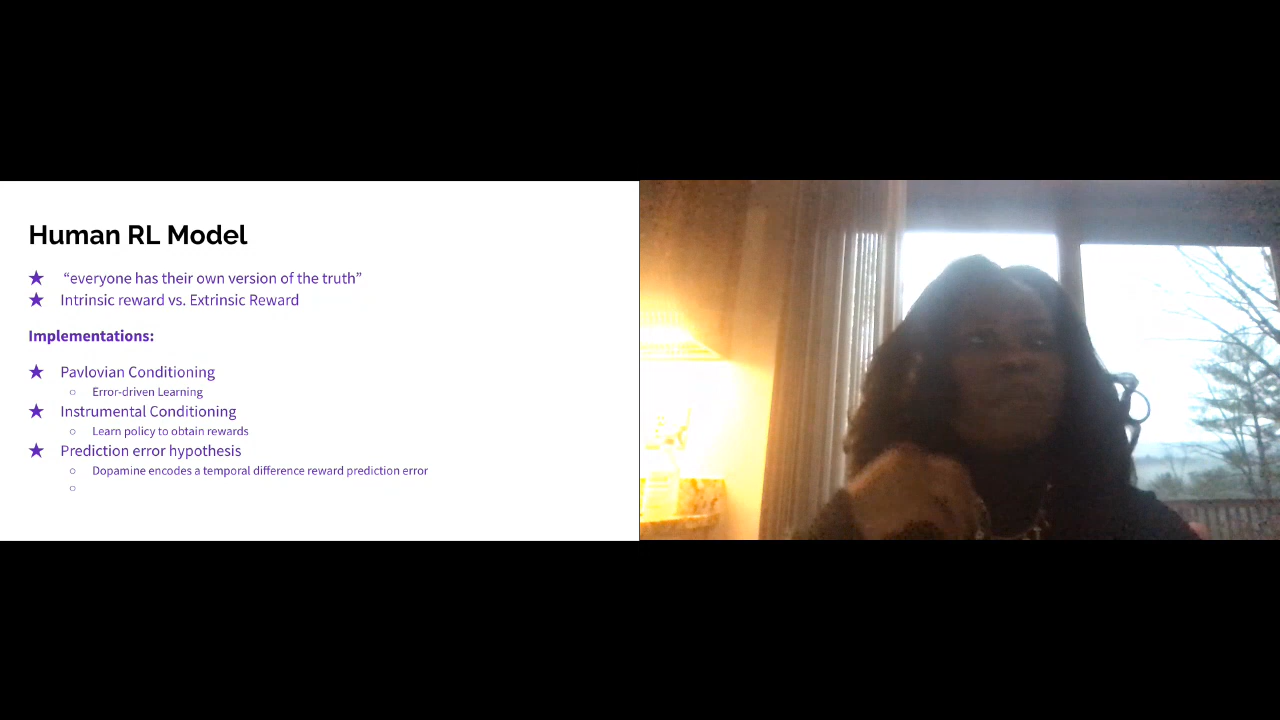 Human RL Model
★ “everyone has their own version of the truth”
★ Intrinsic reward vs. Extrinsic Reward
Implementations:
★ Pavlovian Conditioning
○ Error-driven Learning
★ Instrumental Conditioning
○ Learn policy to obtain rewards
★ Prediction error hypothesis
○ Dopamine encodes a temporal difference reward prediction error
○